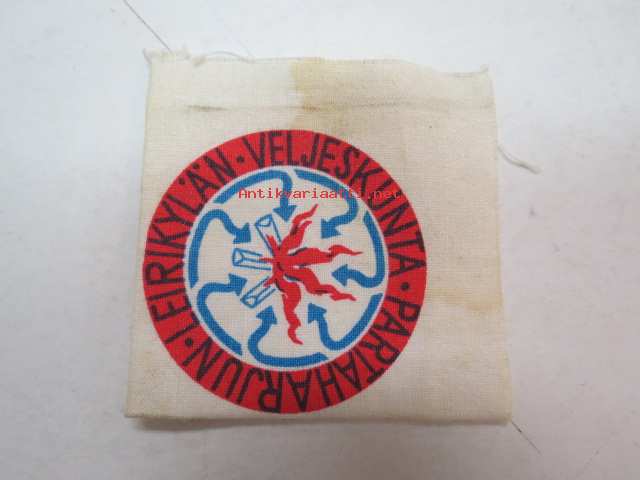 PARTAHARJUN · LEIRIKYLÄN · VELJESKUNTA ·
Antikvariaatti.net